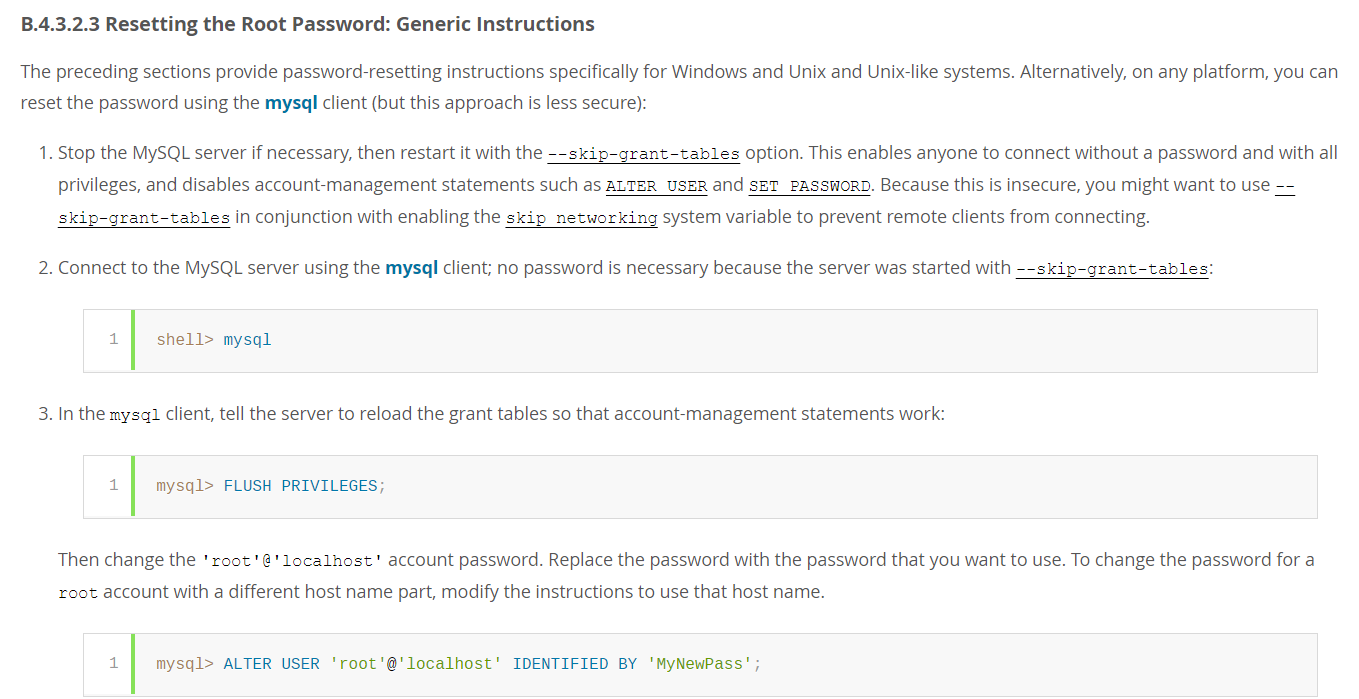 B.4.3.2.3 Resetting the Root Password: Generic Instructions
The preceding sections provide password-resetting instructions specifically for Windows and Unix and Unix-like systems. Alternatively, on any platform, you can
reset the password using the mysql client (but this approach is less secure):
1. Stop the MySQL server if necessary, then restart it with the --skip-grant-tables option. This enables anyone to connect without a password and with all
privileges, and disables account-management statements such as ALTER USER and SET PASSWORD. Because this is insecure, you might want to use --
skip-grant-tables in conjunction with enabling the skip_networking system variable to prevent remote clients from connecting.
2. Connect to the MySQL server using the mysql client; no password is necessary because the server was started with --skip-grant-tables:
1 shell> mysql
3. In the mysql client, tell the server to reload the grant tables so that account-management statements work:
1 mysql> FLUSH PRIVILEGES;
Then change the 'root'@'localhost' account password. Replace the password with the password that you want to use. To change the password for a
root account with a different host name part, modify the instructions to use that host name.
1 mysql> ALTER USER 'root'@'localhost' IDENTIFIED BY 'MyNewPass';